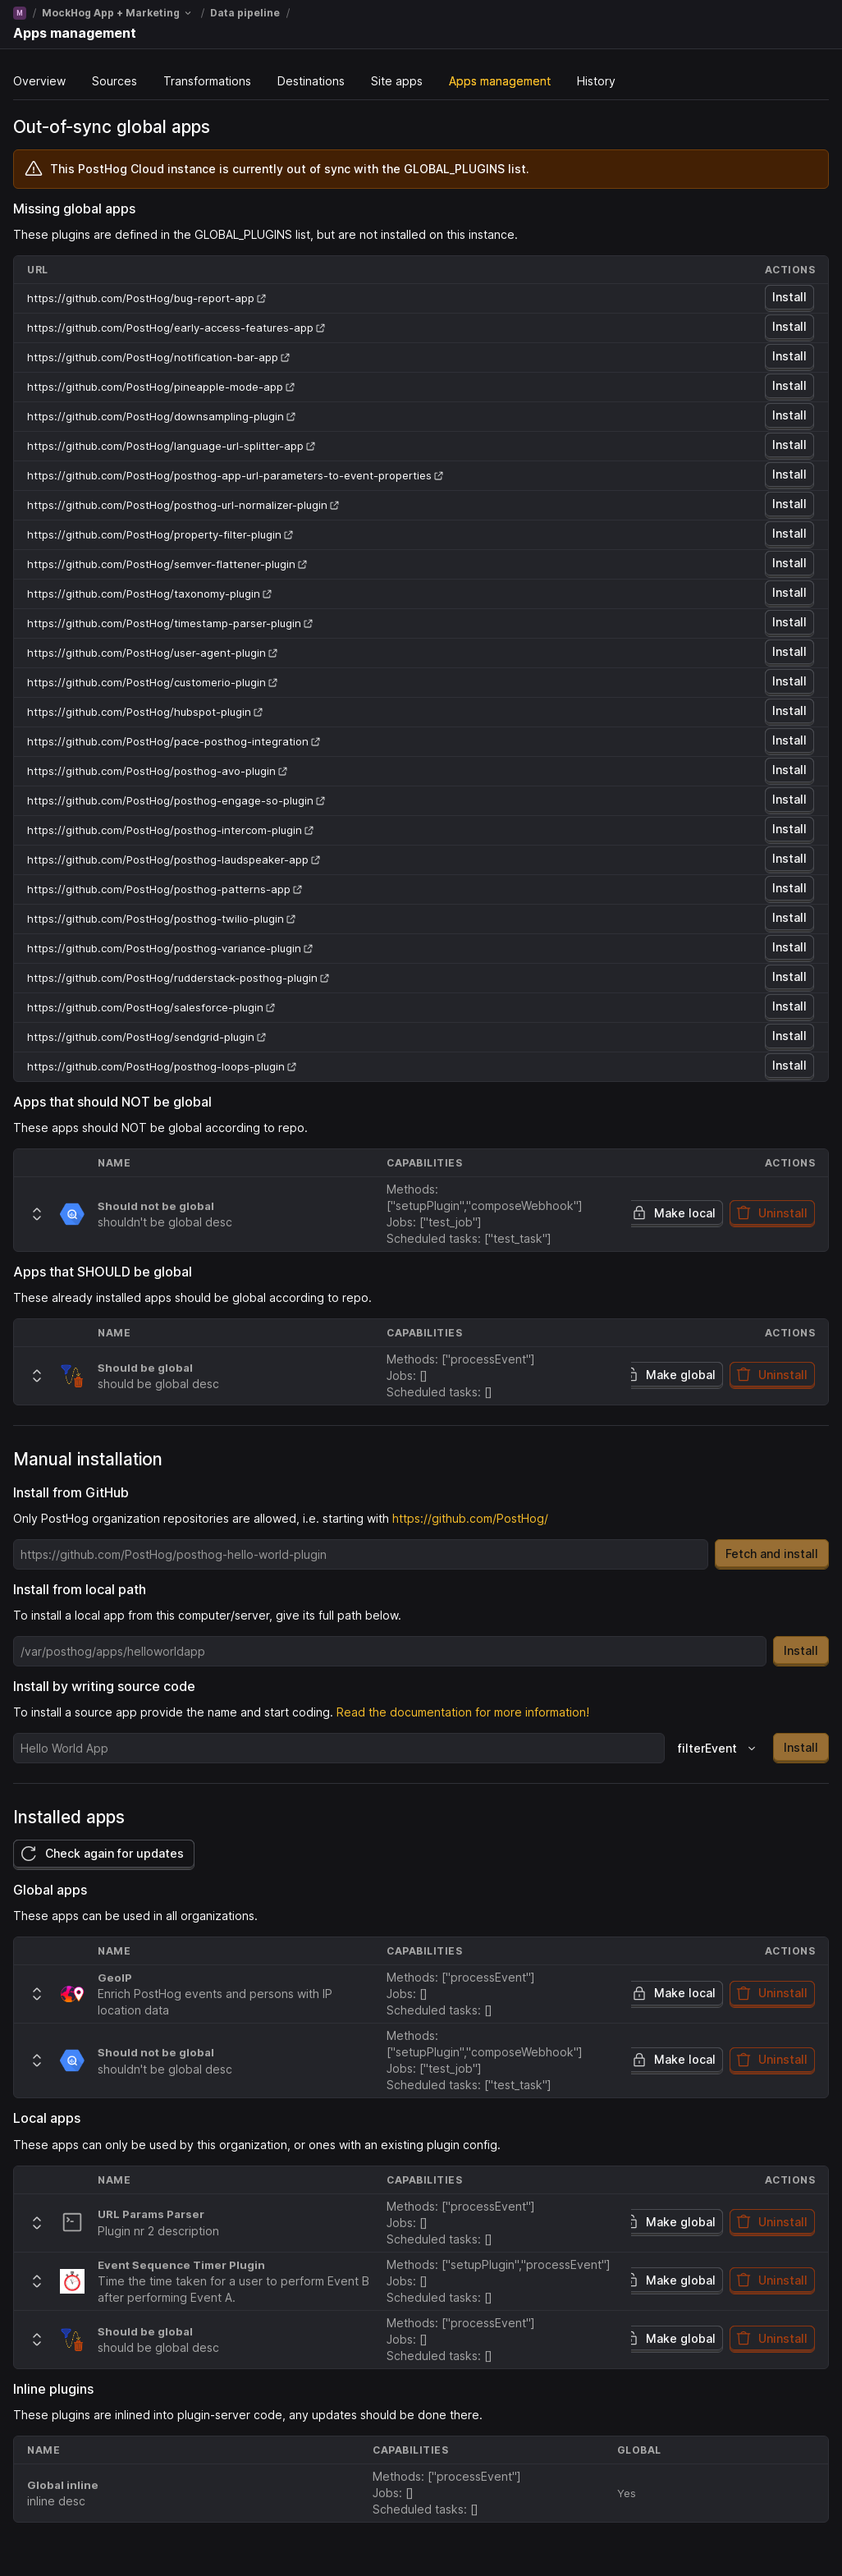 M / MockHog App + Marketing / Data pipeline /
Apps management
Overview Sources Transformations Destinations Site apps Apps management History
Out-of-sync global apps
This PostHog Cloud instance is currently out of sync with the GLOBAL_PLUGINS list.
Missing global apps
These plugins are defined in the GLOBAL_PLUGINS list, but are not installed on this instance.
URL ACTIONS
https://github.com/PostHog/bug-report-app Install
https://github.com/PostHog/early-access-features-app Install
https://github.com/PostHog/notification-bar-app Install
https://github.com/PostHog/pineapple-mode-app Install
https://github.com/PostHog/downsampling-plugin Install
https://github.com/PostHog/language-url-splitter-app Install
https://github.com/PostHog/posthog-app-url-parameters-to-event-properties Install
https://github.com/PostHog/posthog-url-normalizer-plugin Install
https://github.com/PostHog/property-filter-plugin Install
https://github.com/PostHog/semver-flattener-plugin Install
https://github.com/PostHog/taxonomy-plugin Install
https://github.com/PostHog/timestamp-parser-plugin Install
https://github.com/PostHog/user-agent-plugin Install
https://github.com/PostHog/customerio-plugin Install
https://github.com/PostHog/hubspot-plugin Install
https://github.com/PostHog/pace-posthog-integration Install
https://github.com/PostHog/posthog-avo-plugin Install
https://github.com/PostHog/posthog-engage-so-plugin Install
https://github.com/PostHog/posthog-intercom-plugin Install
https://github.com/PostHog/posthog-laudspeaker-app Install
https://github.com/PostHog/posthog-patterns-app Install
https://github.com/PostHog/posthog-twilio-plugin Install
https://github.com/PostHog/posthog-variance-plugin Install
https://github.com/PostHog/rudderstack-posthog-plugin Install
https://github.com/PostHog/salesforce-plugin Install
https://github.com/PostHog/sendgrid-plugin Install
https://github.com/PostHog/posthog-loops-plugin Install
Apps that should NOT be global
These apps should NOT be global according to repo.
NAME CAPABILITIES ACTIONS
Should not be global
shouldn't be global desc
Methods:
["setupPlugin","composeWebhook"]
Jobs: ["test_job"]
Scheduled tasks: ["test_task"]
Make local Uninstall
Apps that SHOULD be global
These already installed apps should be global according to repo.
NAME CAPABILITIES ACTIONS
Should be global
should be global desc
Methods: ["processEvent"]
Jobs: []
Scheduled tasks: []
Make global Uninstall
Manual installation
Install from GitHub
Only PostHog organization repositories are allowed, i.e. starting with https://github.com/PostHog/
https://github.com/PostHog/posthog-hello-world-plugin Fetch and install
Install from local path
To install a local app from this computer/server, give its full path below.
/var/posthog/apps/helloworldapp Install
Install by writing source code
To install a source app provide the name and start coding. Read the documentation for more information!
Hello World App filterEvent Install
Installed apps
Check again for updates
Global apps
These apps can be used in all organizations.
NAME CAPABILITIES ACTIONS
GeoIP
Enrich PostHog events and persons with IP
location data
Methods: ["processEvent"]
Jobs: []
Scheduled tasks: []
Make local Uninstall
Should not be global
shouldn't be global desc
Methods:
["setupPlugin","composeWebhook"]
Jobs: ["test_job"]
Scheduled tasks: ["test_task"]
Make local Uninstall
Local apps
These apps can only be used by this organization, or ones with an existing plugin config.
NAME CAPABILITIES ACTIONS
URL Params Parser
Plugin nr 2 description
Methods: ["processEvent"]
Jobs: []
Scheduled tasks: []
Make global Uninstall
Event Sequence Timer Plugin
Time the time taken for a user to perform Event B
after performing Event A.
Methods: ["setupPlugin","processEvent"]
Jobs: []
Scheduled tasks: []
Make global Uninstall
Should be global
should be global desc
Methods: ["processEvent"]
Jobs: []
Scheduled tasks: []
Make global Uninstall
Inline plugins
These plugins are inlined into plugin-server code, any updates should be done there.
NAME CAPABILITIES GLOBAL
Global inline
inline desc
Methods: ["processEvent"]
Jobs: []
Scheduled tasks: []
Yes